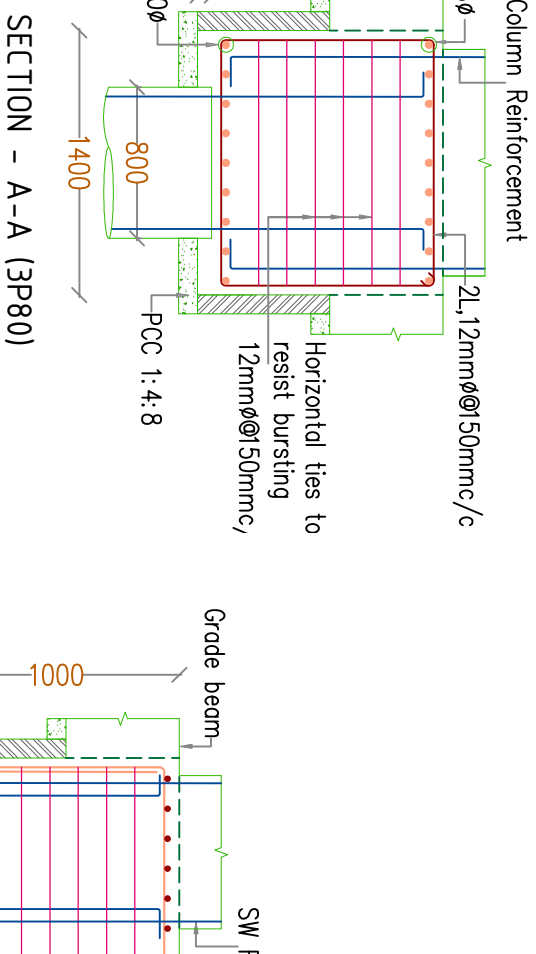 Column Reinforcement
2L,12mmø@150mmc/c
Horizontal ties to
resist bursting
12mmø@150mmc/
PCC 1:4:8
800
1400
SECTION - A-A (3P80)
Grade beam
1000
SW